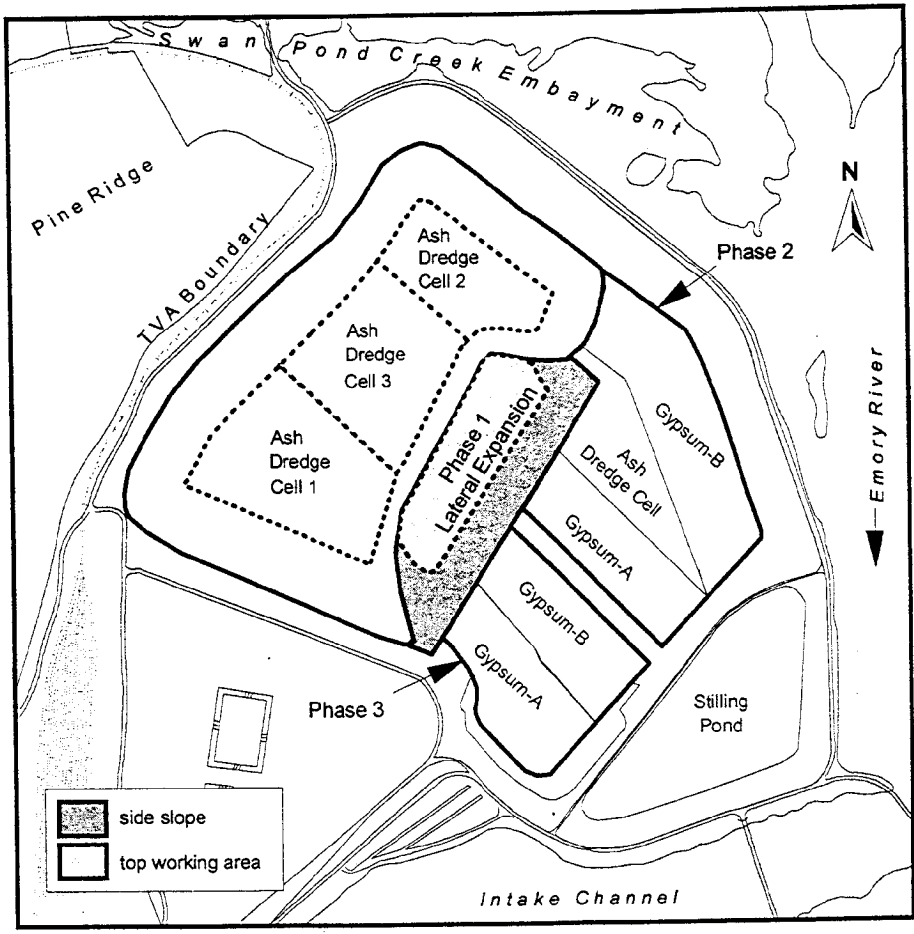 Swan Pond Creek Embayment
Pine Ridge
TVA Boundary
N
Phase 2
Ash
Dredge
Cell 2
Ash
Dredge
Cell 3
Ash
Dredge
Cell 1
Phase 1
Lateral Expansion
Gypsum-B
Ash
Dredge Cell
Gypsum-A
Emory River
Gypsum-B
Gypsum-A
Phase 3
Stilling
Pond
side slope
top working area
Intake Channel